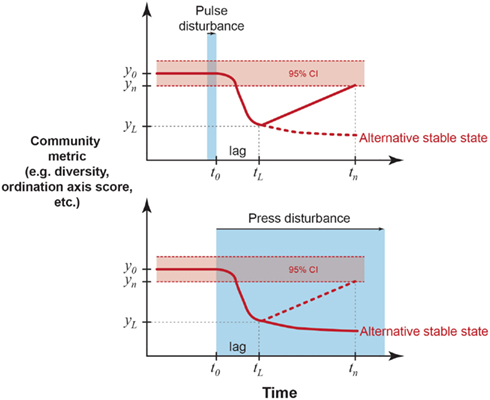 Pulse
disturbance
y0
95% CI
yn
Community
metric
(e.g. diversity,
ordination axis score,
etc.)
yL
Alternative stable state
lag
t0
tL
tn
Press disturbance
y0
95% CI
yn
yL
Alternative stable state
lag
t0
tL
tn
Time